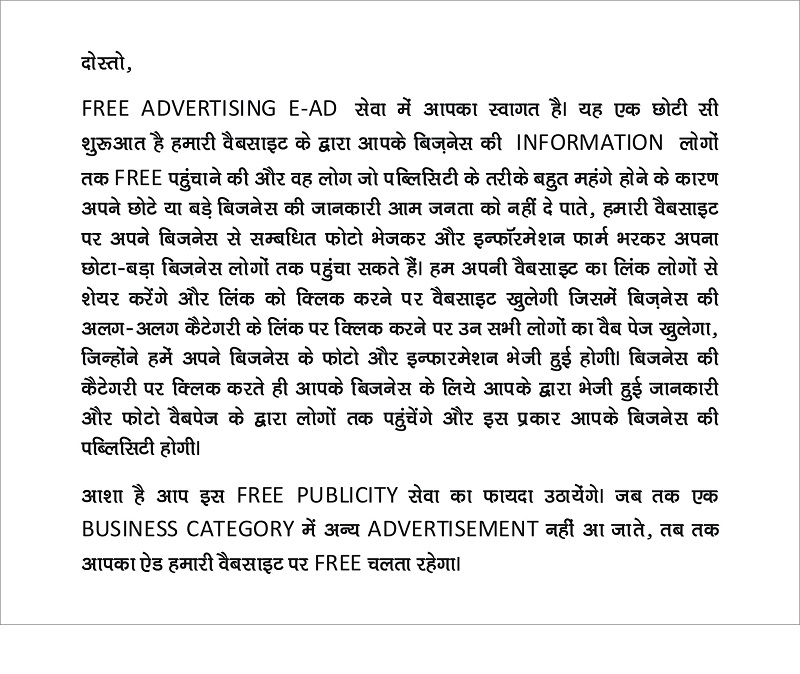 दोस्तो,
FREE ADVERTISING E-AD सेवा में आपका स्वागत है। यह एक छोटी सी
शुरूआत है हमारी वैबसाइट के द्वारा आपके बिज़नेस की INFORMATION लोगों
तक FREE पहुंचाने की और वह लोग जो पब्लिसिटी के तरीके बहुत महंगे होने के कारण
अपने छोटे या बड़े बिजनेस की जानकारी आम जनता को नहीं दे पाते, हमारी वैबसाइट
पर अपने बिजनेस से सम्बधित फोटो भेजकर और इन्फॉरमेशन फार्म भरकर अपना
छोटा-बड़ा बिजनेस लोगों तक पहुंचा सकते हैं। हम अपनी वैबसाइट का लिंक लोगों से
शेयर करेंगे और लिंक को क्लिक करने पर वैबसाइट खुलेगी जिसमें बिज़नेस की
अलग-अलग कैटेगरी के लिंक पर क्लिक करने पर उन सभी लोगों का वैब पेज खुलेगा,
जिन्होंने हमें अपने बिजनेस के फोटो और इन्फारमेशन भेजी हुई होगी। बिजनेस की
कैटेगरी पर क्लिक करते ही आपके बिजनेस के लिये आपके द्वारा भेजी हुई जानकारी
और फोटो वैबपेज के द्वारा लोगों तक पहुंचेंगे और इस प्रकार आपके बिजनेस की
पब्लिसिटी होगी।
आशा है आप इस FREE PUBLICITY सेवा का फायदा उठायेंगे। जब तक एक
BUSINESS CATEGORY में अन्य ADVERTISEMENT नहीं आ जाते, तब तक
आपका ऐड हमारी वैबसाइट पर FREE चलता रहेगा।